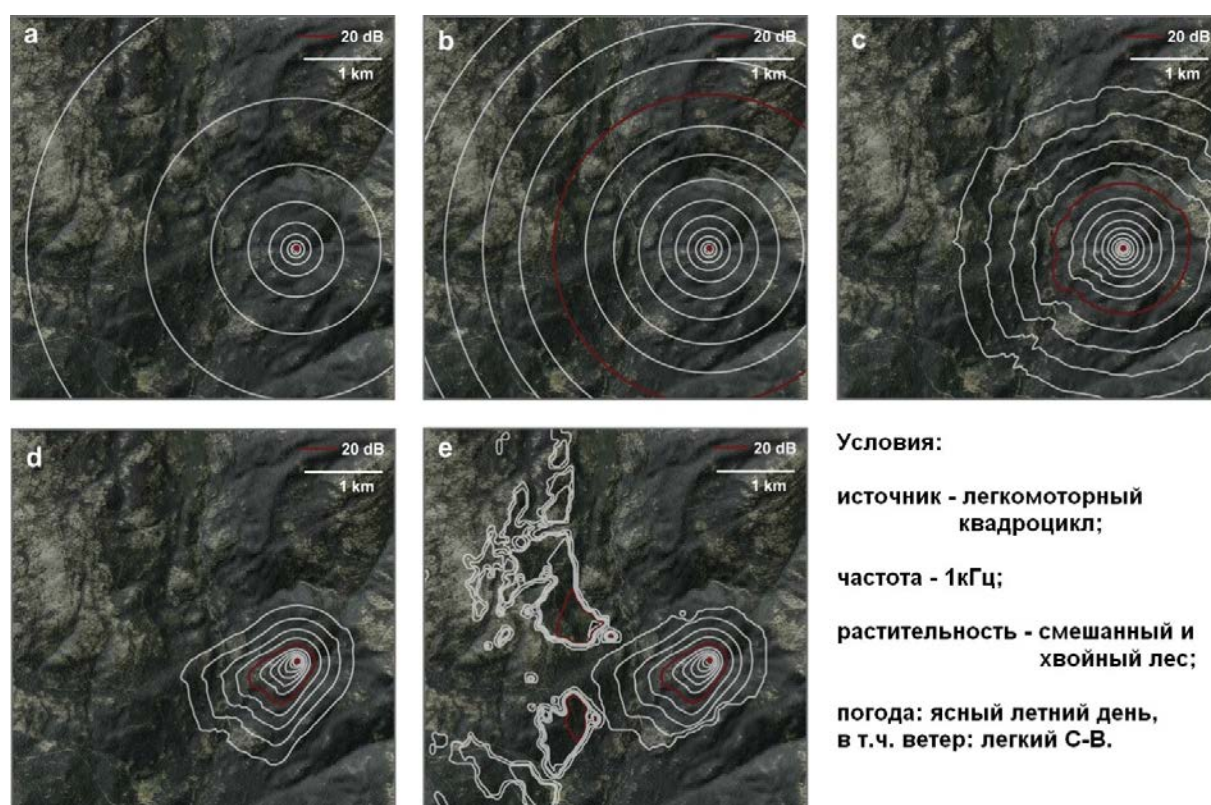 a
20 dB
1 km
b
20 dB
1 km
c
20 dB
1 km
d
20 dB
1 km
e
20 dB
1 km
Условия:
источник - легкомоторный
квадроцикл;
частота - 1кГц;
растительность - смешанный и
хвойный лес;
погода: ясный летний день,
в т.ч. ветер: легкий С-В.